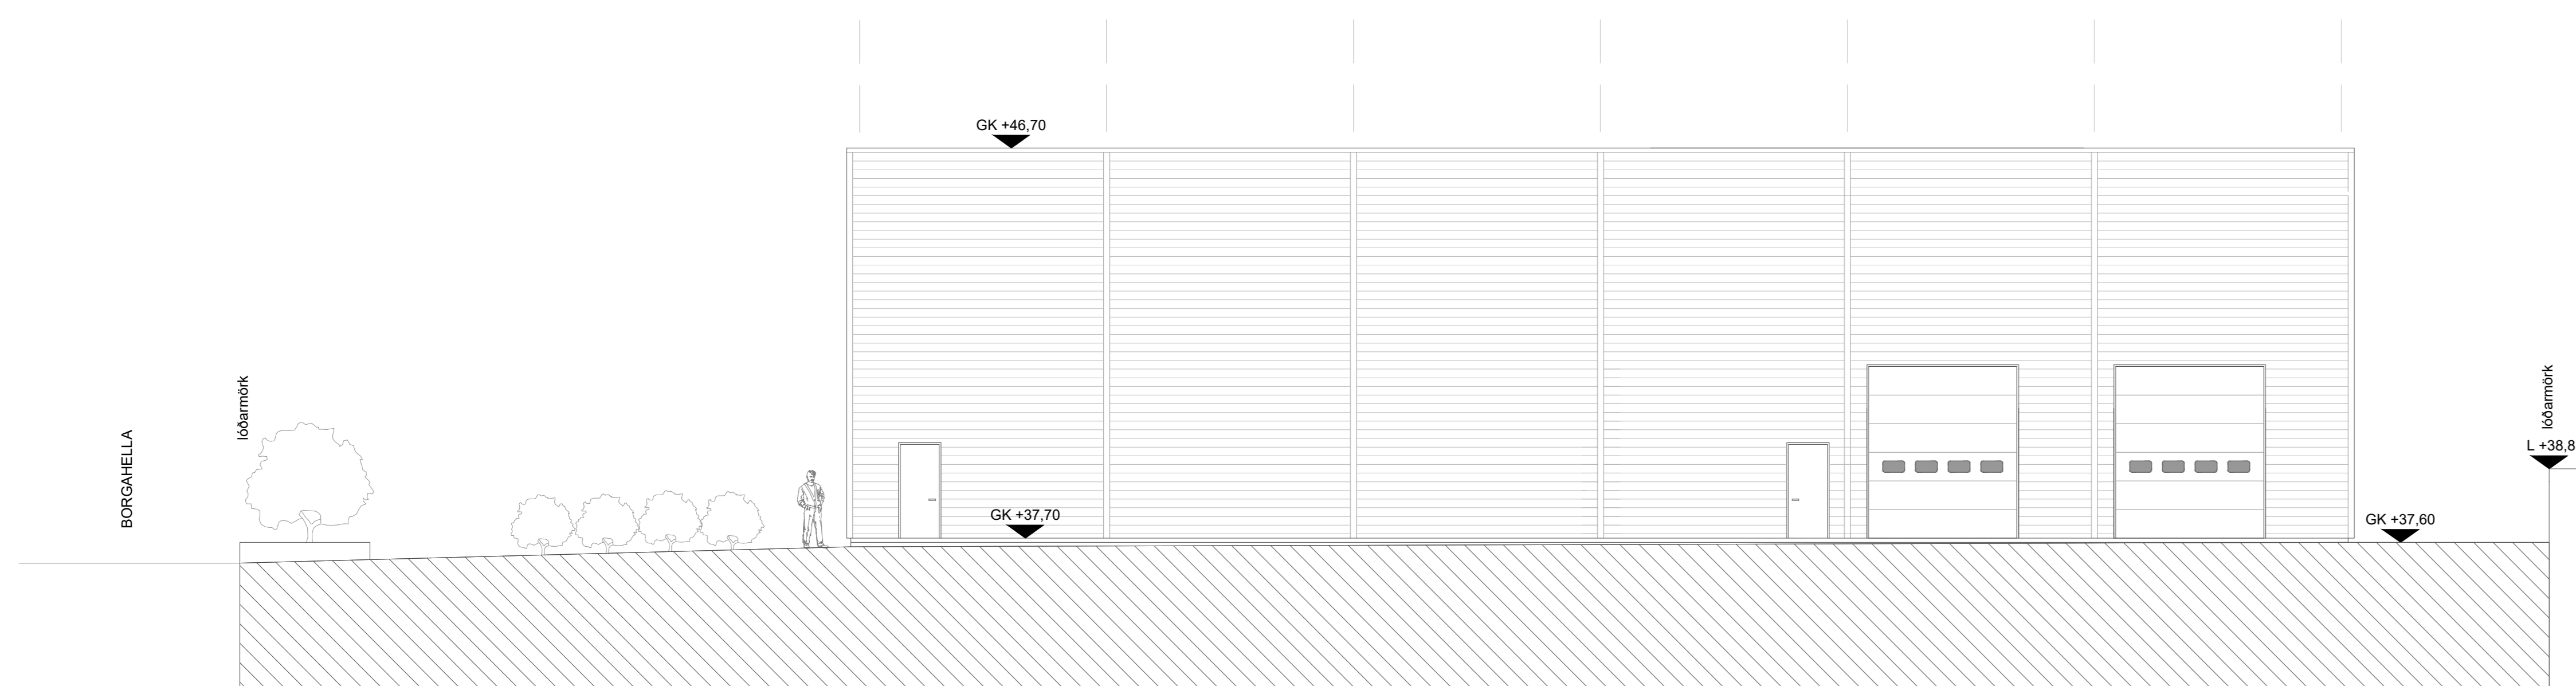 GK +46,70
lóðarmörk
BORGAHELLA
GK +37,70
lóðarmörk
L +38,8
GK +37,60